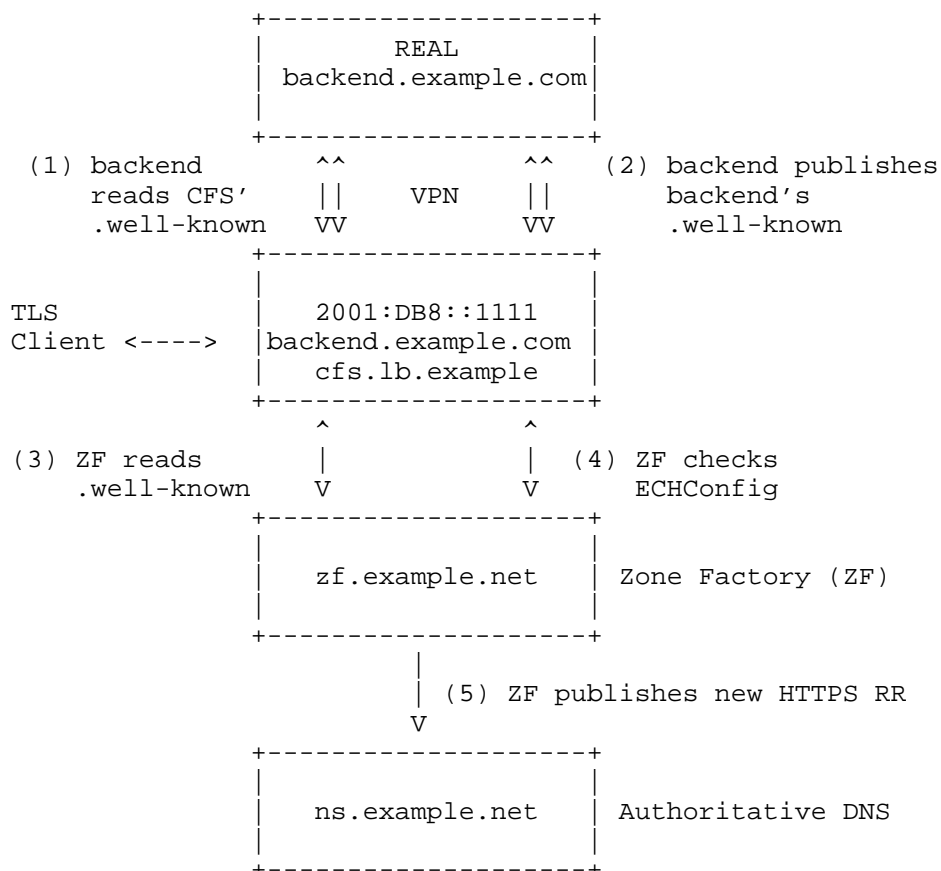 +--------------------+
|        REAL        |
| backend.example.com|
|                    |
+--------------------+
(1) backend ^^ ^^ (2) backend publishes
reads CFS' || VPN || backend's
.well-known VV VV .well-known
+--------------------+
|                    |
TLS | 2001:DB8::1111 |
Client <----> |backend.example.com |
| cfs.lb.example |
+--------------------+
^ ^
(3) ZF reads | | (4) ZF checks
.well-known V V ECHConfig
+--------------------+
|                    |
| zf.example.net | Zone Factory (ZF)
|                    |
+--------------------+
|
| (5) ZF publishes new HTTPS RR
V
+--------------------+
|                    |
| ns.example.net | Authoritative DNS
|                    |
+--------------------+